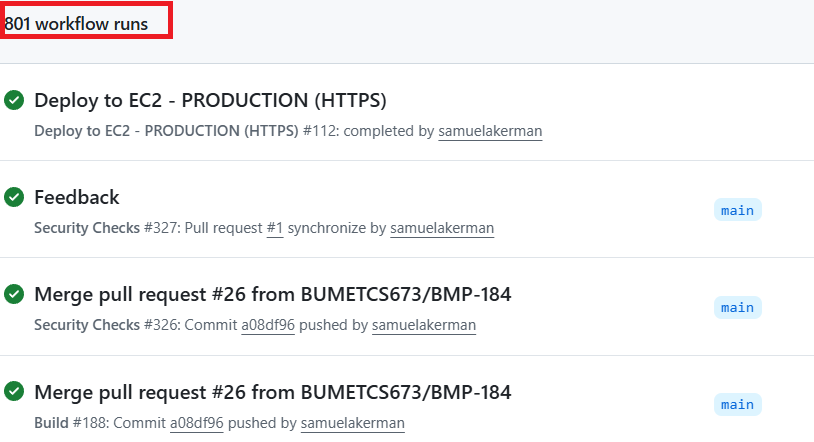 801 workflow runs
Deploy to EC2 - PRODUCTION (HTTPS)
Deploy to EC2 - PRODUCTION (HTTPS) #112: completed by samuelakerman
Feedback
Security Checks #327: Pull request #1 synchronize by samuelakerman
main
Merge pull request #26 from BUMETCS673/BMP-184
Security Checks #326: Commit a08df96 pushed by samuelakerman
main
Merge pull request #26 from BUMETCS673/BMP-184
Build #188: Commit a08df96 pushed by samuelakerman
main